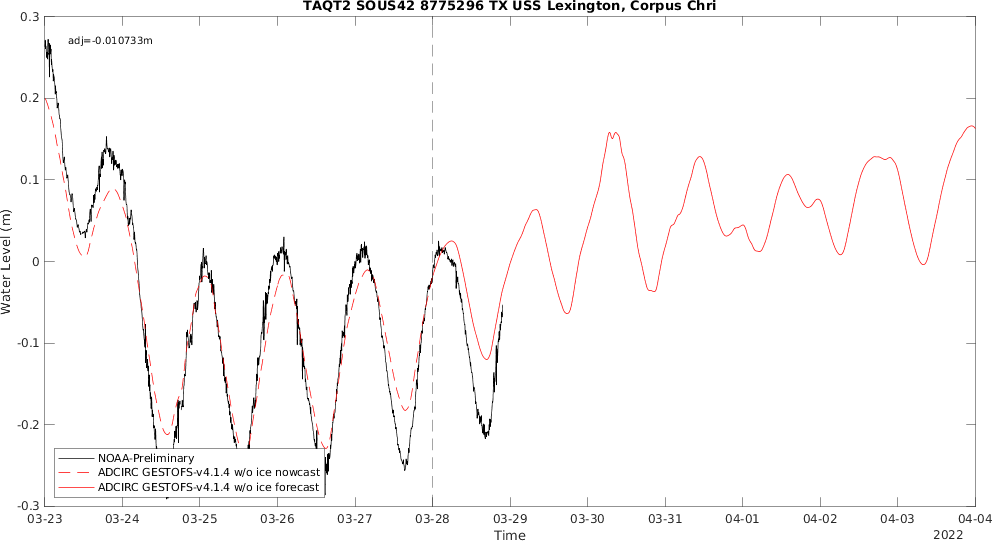 TAQT2 SOUS42 8775296 TX USS Lexington, Corpus Chri
adj=-0.010733m
0.3
0.2
0.1
0
-0.1
-0.2
-0.3
Water Level (m)
NOAA-Preliminary
ADCIRC GESTOFS-v4.1.4 w/o ice nowcast
ADCIRC GESTOFS-v4.1.4 w/o ice forecast
03-23 03-24 03-25 03-26 03-27 03-28 03-29 03-30 03-31 04-01 04-02 04-03 04-04
Time
2022